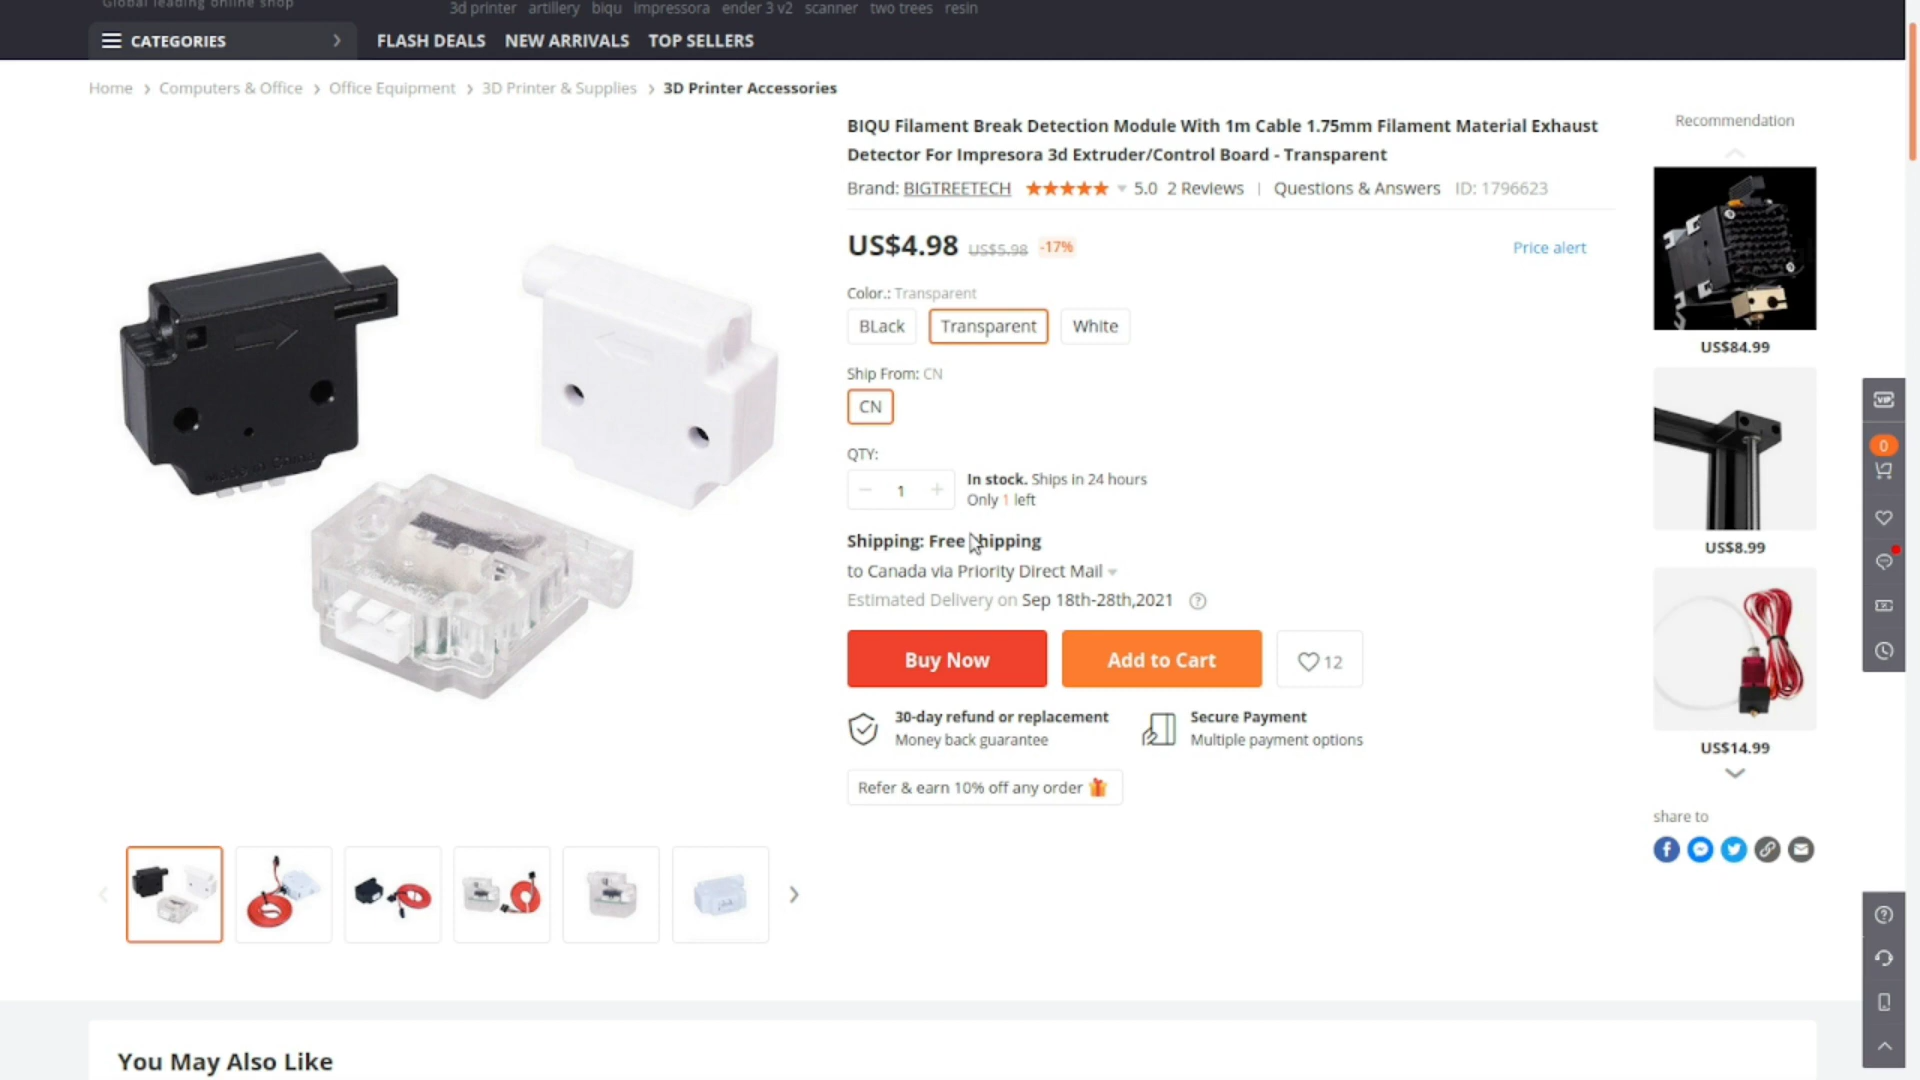 Global leading online shop
3d printer artillery biqu impressora ender 3 v2 scanner two trees resin
CATEGORIES
FLASH DEALS NEW ARRIVALS TOP SELLERS
Home > Computers & Office > Office Equipment > 3D Printer & Supplies > 3D Printer Accessories
BIQU Filament Break Detection Module With 1m Cable 1.75mm Filament Material Exhaust
Detector For Impresora 3d Extruder/Control Board - Transparent
Brand: BIGTREETECH 5.0 2 Reviews | Questions & Answers ID: 1796623
US$4.98 US$5.98 -17%
Price alert
Color.: Transparent
BLack Transparent White
Ship From: CN
CN
QTY:
1
In stock. Ships in 24 hours
Only 1 left
Shipping: Free Shipping
to Canada via Priority Direct Mail
Estimated Delivery on Sep 18th-28th,2021
Buy Now Add to Cart 12
30-day refund or replacement
Money back guarantee
Secure Payment
Multiple payment options
Refer & earn 10% off any order
Recommendation
US$84.99
US$8.99
US$14.99
share to
VIP
0
You May Also Like